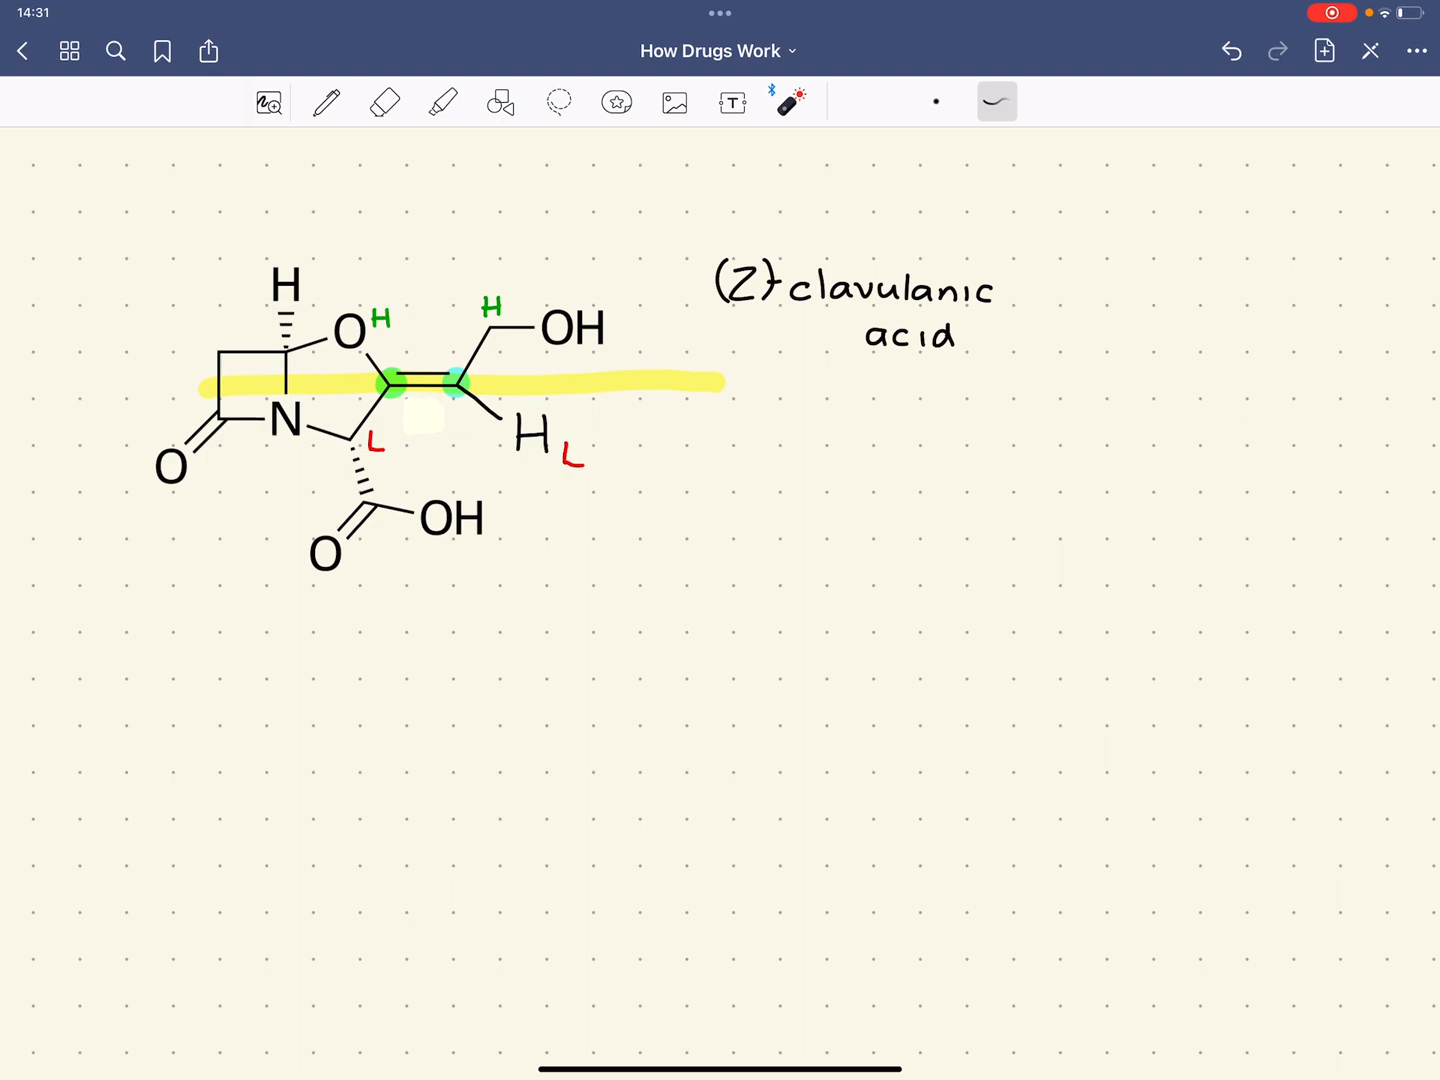 14:31
How Drugs Work
T
(Z)-clavulanic
acid
H
O H
H
OH
N
L
H
L
O
OH
O